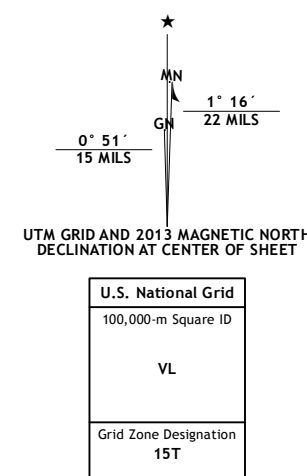 ★
MN
1° 16´
22 MILS
GN
0° 51´
15 MILS
UTM GRID AND 2013 MAGNETIC NORTH
DECLINATION AT CENTER OF SHEET
U.S. National Grid
100,000-m Square ID
VL
Grid Zone Designation
15T